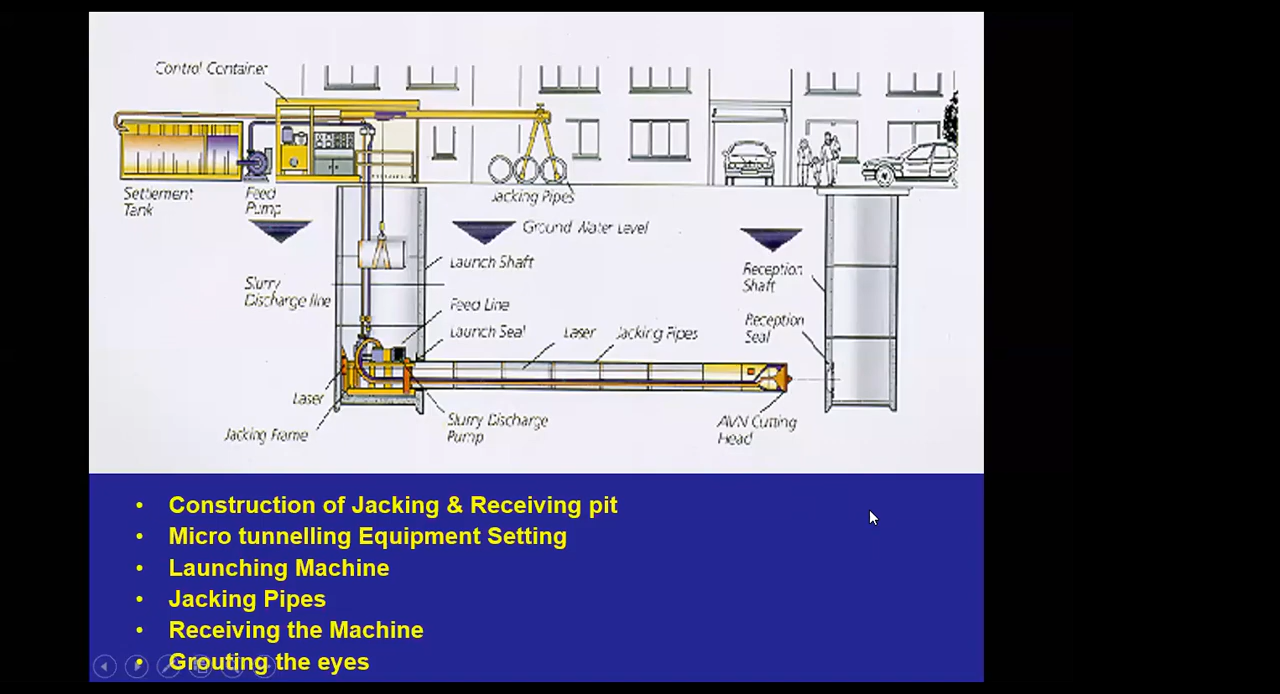 Control Container
Settlement
Tank
Feed
Pump
Jacking Pipes
Ground Water Level
Launch Shaft
Slurry
Discharge line
Feed Line
Launch Seal
Laser
Jacking Pipes
Reception
Shaft
Reception
Seal
Laser
Jacking Frame
Slurry Discharge
Pump
AVN Cutting
Head
• Construction of Jacking & Receiving pit
• Micro tunnelling Equipment Setting
• Launching Machine
• Jacking Pipes
• Receiving the Machine
• Grouting the eyes